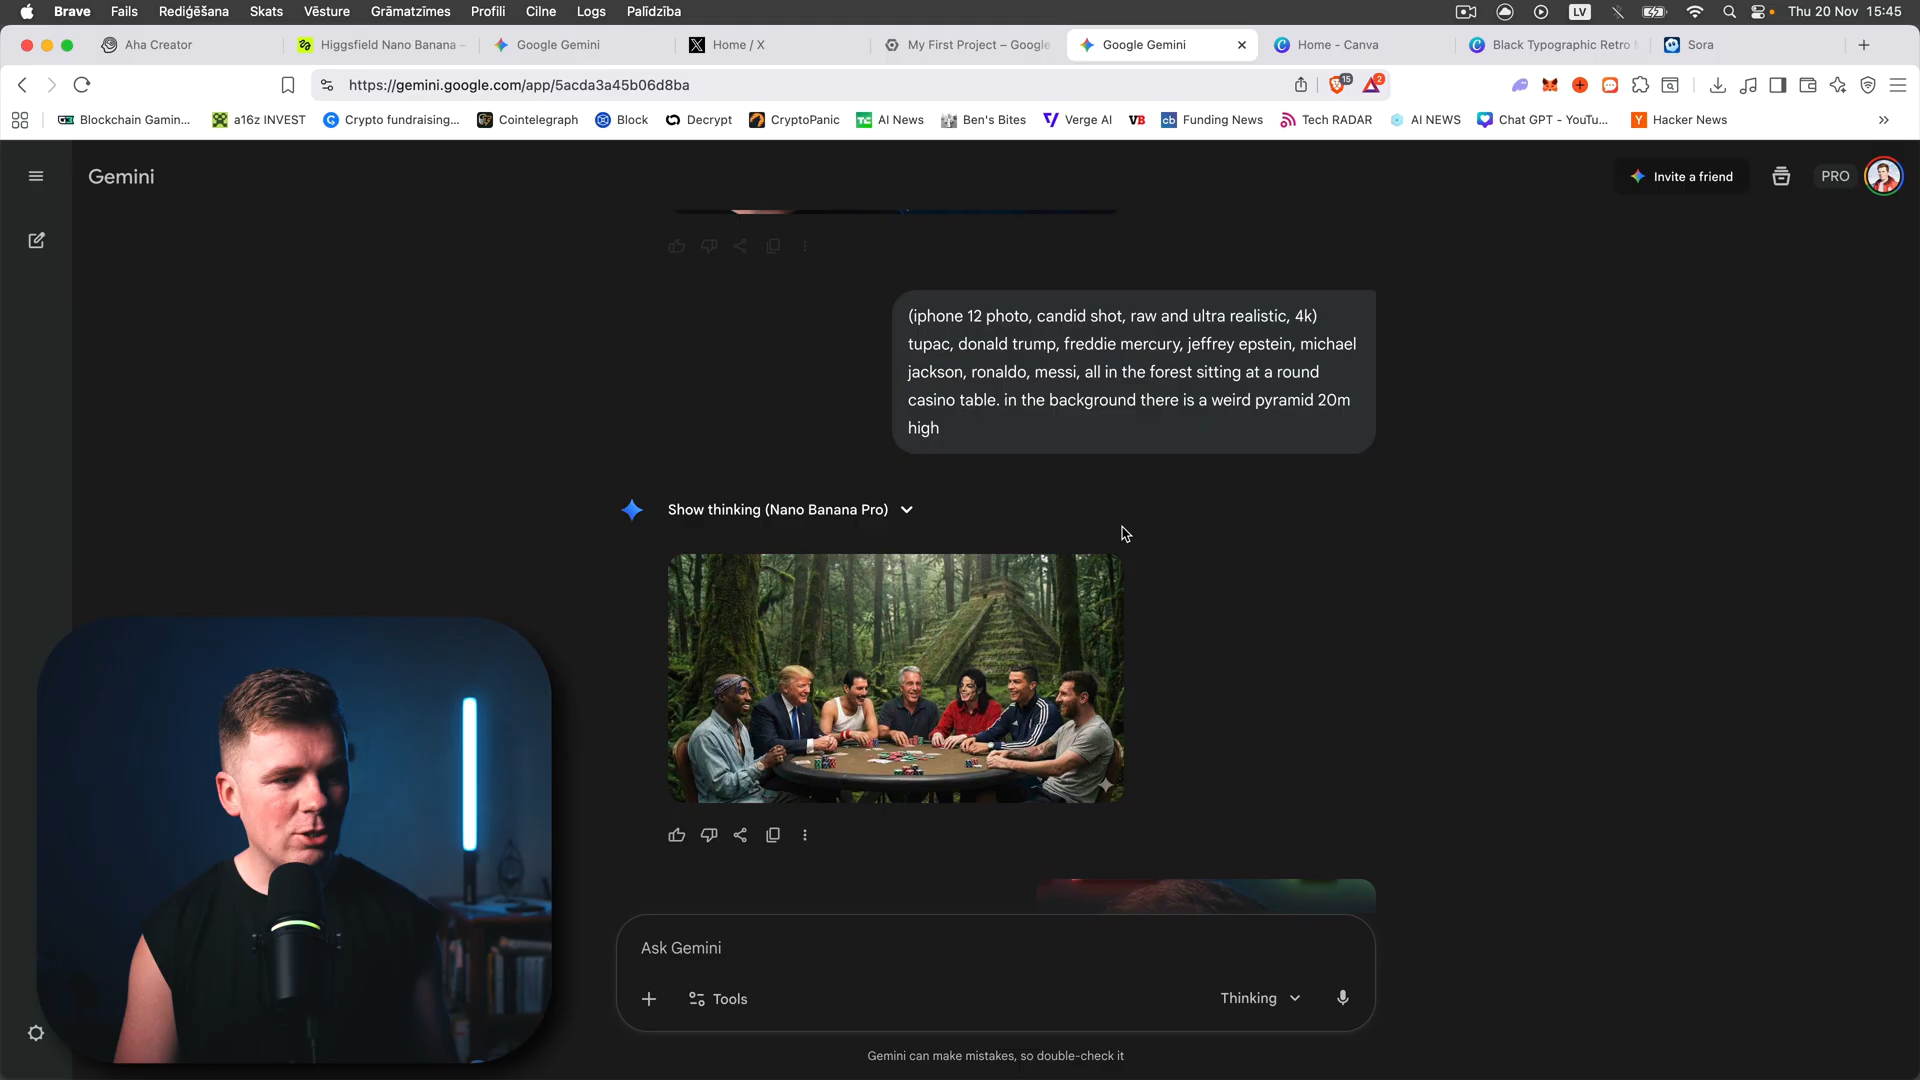 Brave Fails Rediģēšana Skats Vēsture Grāmatzīmes Profili Cilne Logs Palīdzība LV Thu 20 Nov 15:45
Aha Creator Higgsfield Nano Banana – Google Gemini Home / X My First Project – Google Google Gemini Home - Canva Black Typographic Retro Sora
https://gemini.google.com/app/5acda3a45b06d8ba 15 2
Blockchain Gamin... a16z INVEST Crypto fundraising... Cointelegraph Block Decrypt CryptoPanic AI News Ben's Bites Verge AI VB Funding News Tech RADAR AI NEWS Chat GPT - YouTu... Hacker News
Gemini Invite a friend PRO
(iphone 12 photo, candid shot, raw and ultra realistic, 4k)
tupac, donald trump, freddie mercury, jeffrey epstein, michael
jackson, ronaldo, messi, all in the forest sitting at a round
casino table. in the background there is a weird pyramid 20m
high
Show thinking (Nano Banana Pro)
Ask Gemini
Tools Thinking
Gemini can make mistakes, so double-check it